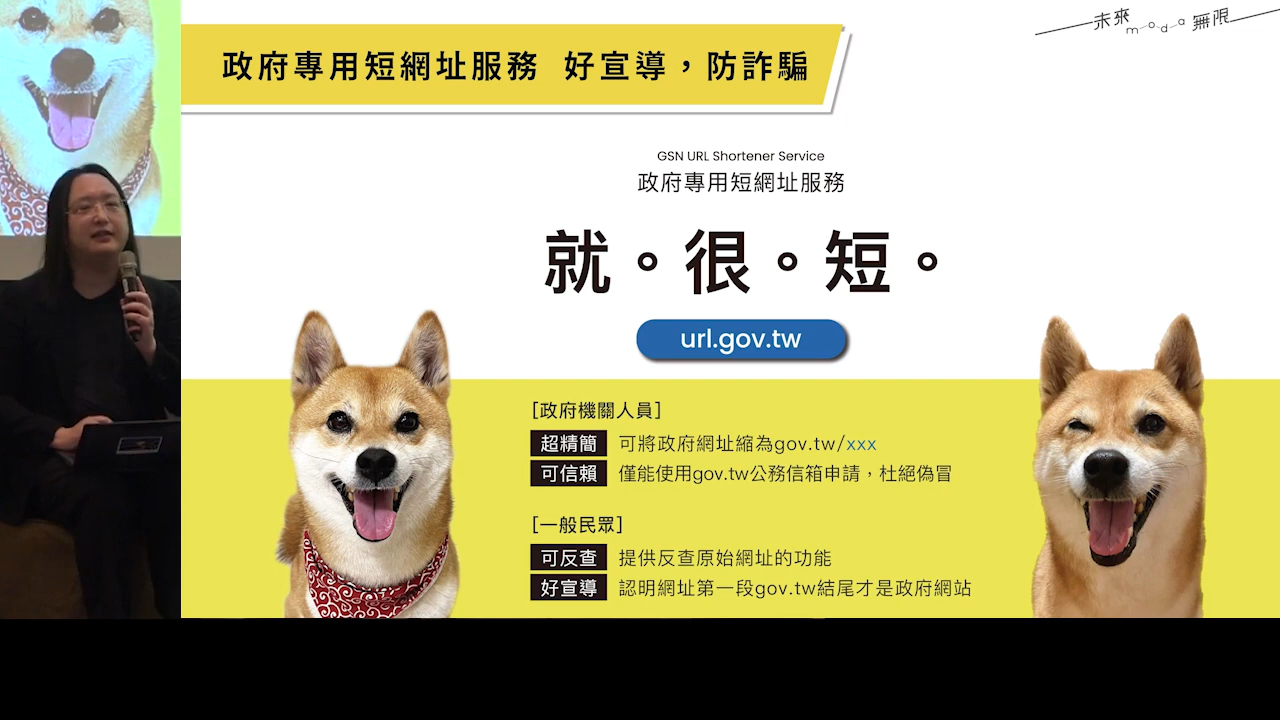 未來 moda 無限
政府專用短網址服務 好宣導，防詐騙
GSN URL Shortener Service
政府專用短網址服務
就。很。短。
url.gov.tw
[政府機關人員]
超精簡 可將政府網址縮為gov.tw/xxx
可信賴 僅能使用gov.tw公務信箱申請，杜絕偽冒
[一般民眾]
可反查 提供反查原始網址的功能
好宣導 認明網址第一段gov.tw結尾才是政府網站